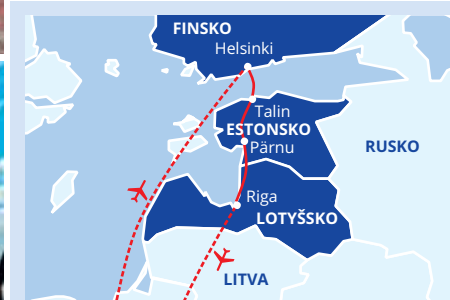 FINSKO
Helsinki
Talin
ESTONSKO
Pärnu
RUSKO
Riga
LOTYŠSKO
LITVA